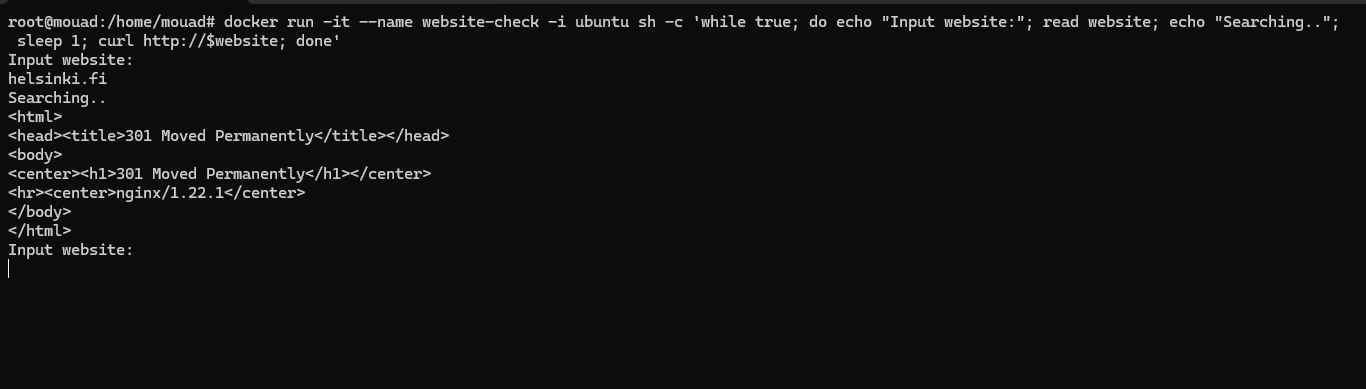 root@mouad:/home/mouad# docker run -it --name website-check -i ubuntu sh -c 'while true; do echo "Input website:"; read website; echo "Searching..";
 sleep 1; curl http://$website; done'
Input website:
helsinki.fi
Searching..
<html>
<head><title>301 Moved Permanently</title></head>
<body>
<center><h1>301 Moved Permanently</h1></center>
<hr><center>nginx/1.22.1</center>
</body>
</html>
Input website: